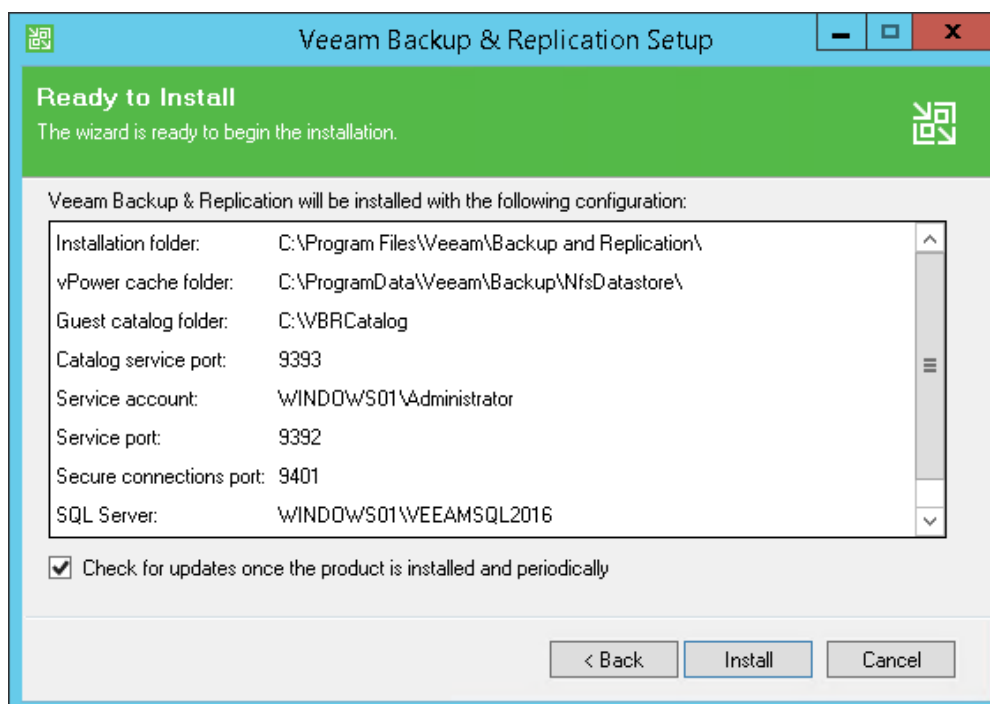 Veeam Backup & Replication Setup
Ready to Install
The wizard is ready to begin the installation.
Veeam Backup & Replication will be installed with the following configuration:
Installation folder: C:\Program Files\Veeam\Backup and Replication\
vPower cache folder: C:\ProgramData\Veeam\Backup\NfsDatastore\
Guest catalog folder: C:\VBRCatalog
Catalog service port: 9393
Service account: WINDOWS01\Administrator
Service port: 9392
Secure connections port: 9401
SQL Server: WINDOWS01\VEEAMSQL2016
Check for updates once the product is installed and periodically
< Back Install Cancel